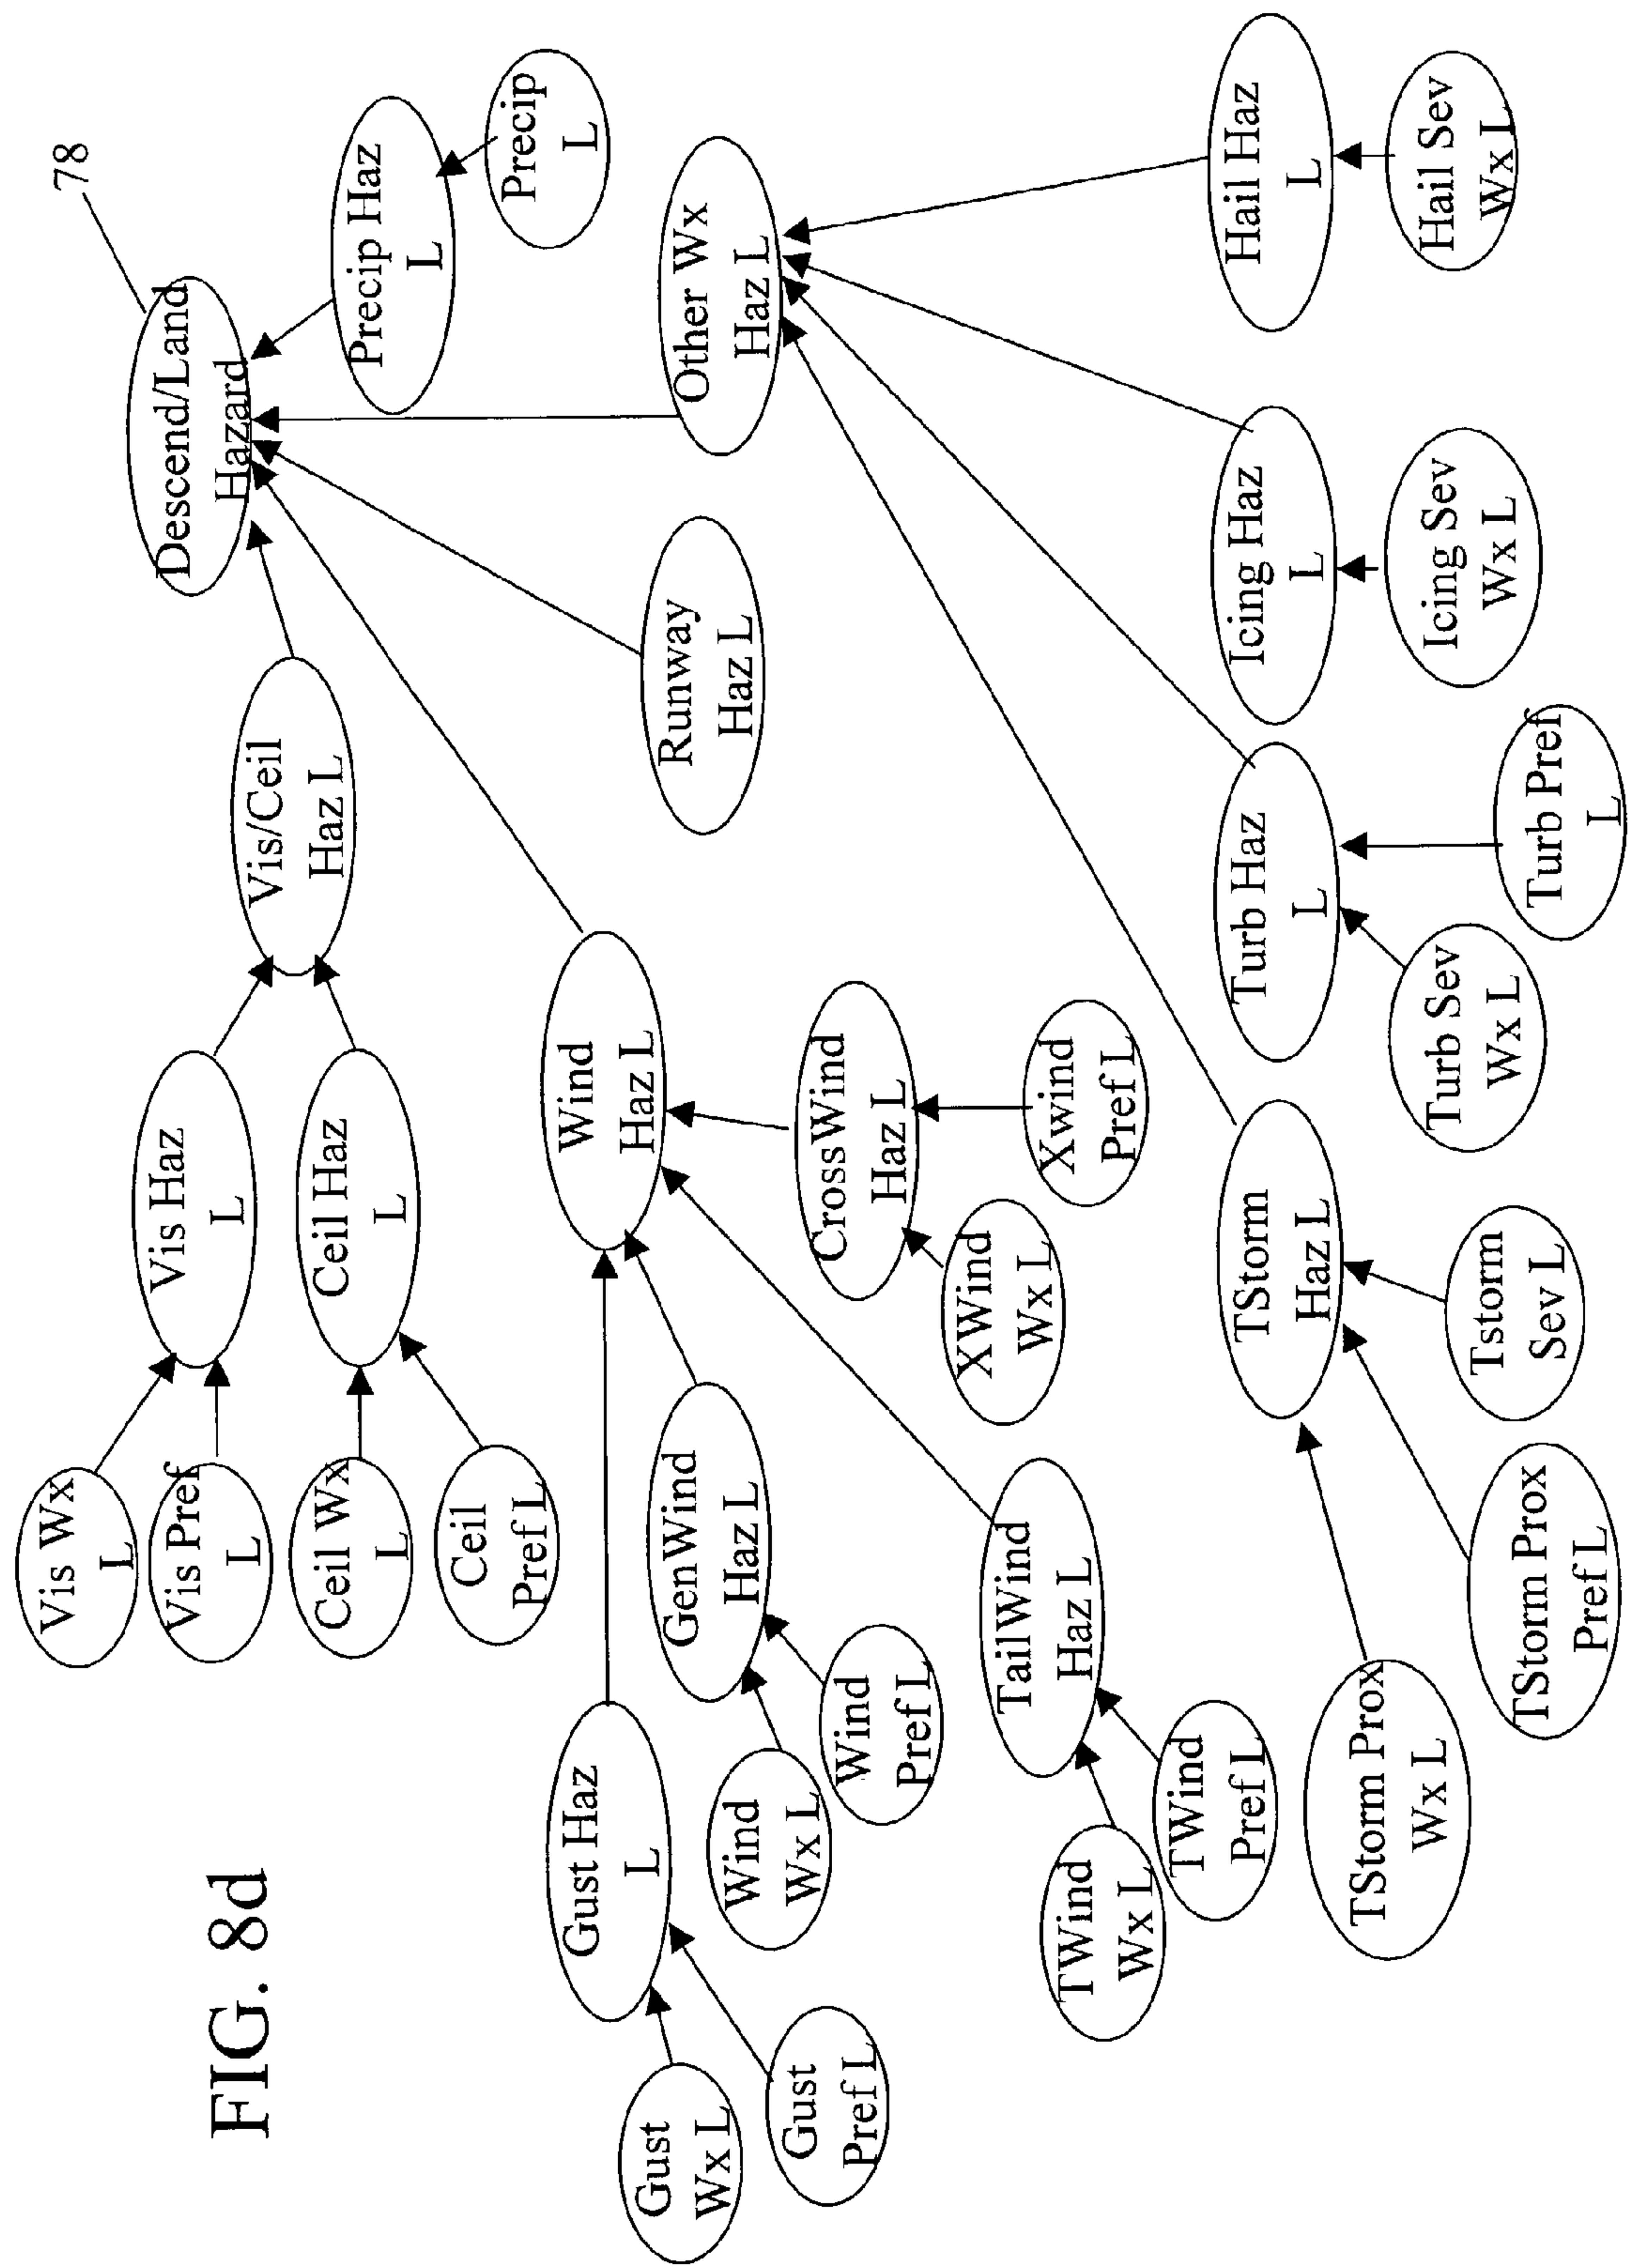 FIG. 8d
78
Descend/Land
Hazard
Vis Wx
L
Vis Pref
L
Vis Haz
L
Ceil Wx
L
Ceil
Pref L
Ceil Haz
L
Vis/Ceil
Haz L
Precip Haz
L
Precip
L
Gust Haz
L
Gust
Wx L
Gust
Pref L
Wind
Haz L
GenWind
Haz L
Wind
Wx L
Wind
Pref L
Runway
Haz L
Other Wx
Haz L
CrossWind
Haz L
XWind
Wx L
Xwind
Pref L
TailWind
Haz L
TWind
Wx L
TWind
Pref L
TStorm
Haz L
TStorm Prox
Wx L
TStorm Prox
Pref L
Tstorm
Sev L
Turb Haz
L
Turb Sev
Wx L
Turb Pref
L
Icing Haz
L
Icing Sev
Wx L
Hail Haz
L
Hail Sev
Wx L